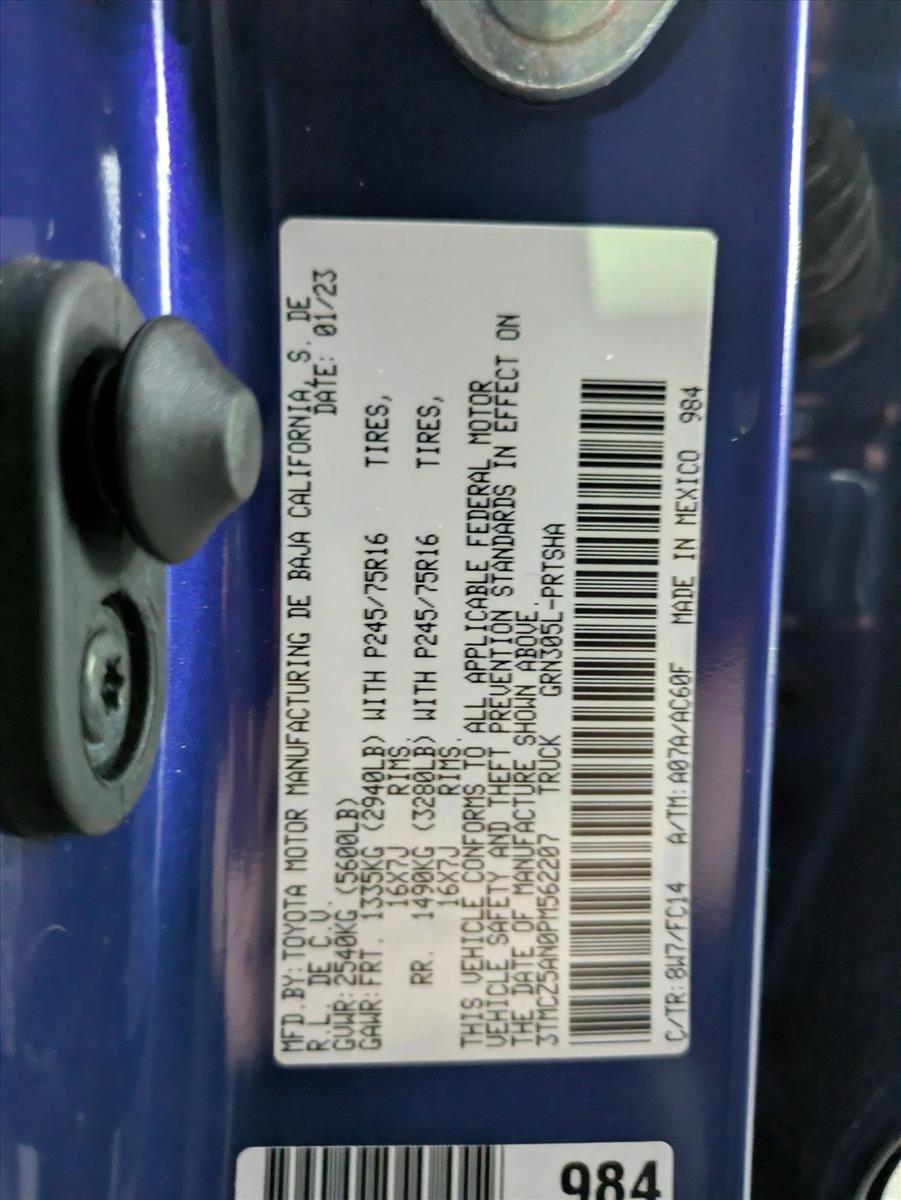 MFD.BY:TOYOTA MOTOR MANUFACTURING DE BAJA CALIFORNIA, S. DE
R.L. DE C.V. DATE: 01/23
GVWR:2540KG (5600LB)
GAWR:FRT. 1335KG (2940LB) WITH P245/75R16 TIRES,
16X7J RIMS.
RR. 1490KG (3280LB) WITH P245/75R16 TIRES,
16X7J RIMS.
THIS VEHICLE CONFORMS TO ALL APPLICABLE FEDERAL MOTOR
VEHICLE SAFETY AND THEFT PREVENTION STANDARDS IN EFFECT ON
THE DATE OF MANUFACTURE SHOWN ABOVE.
3TMCZ5AN0PM562207 TRUCK GRN305L-PRTSHA
C/TR:8W7/FC14 A/TM:A07A/AC60F MADE IN MEXICO 984
984